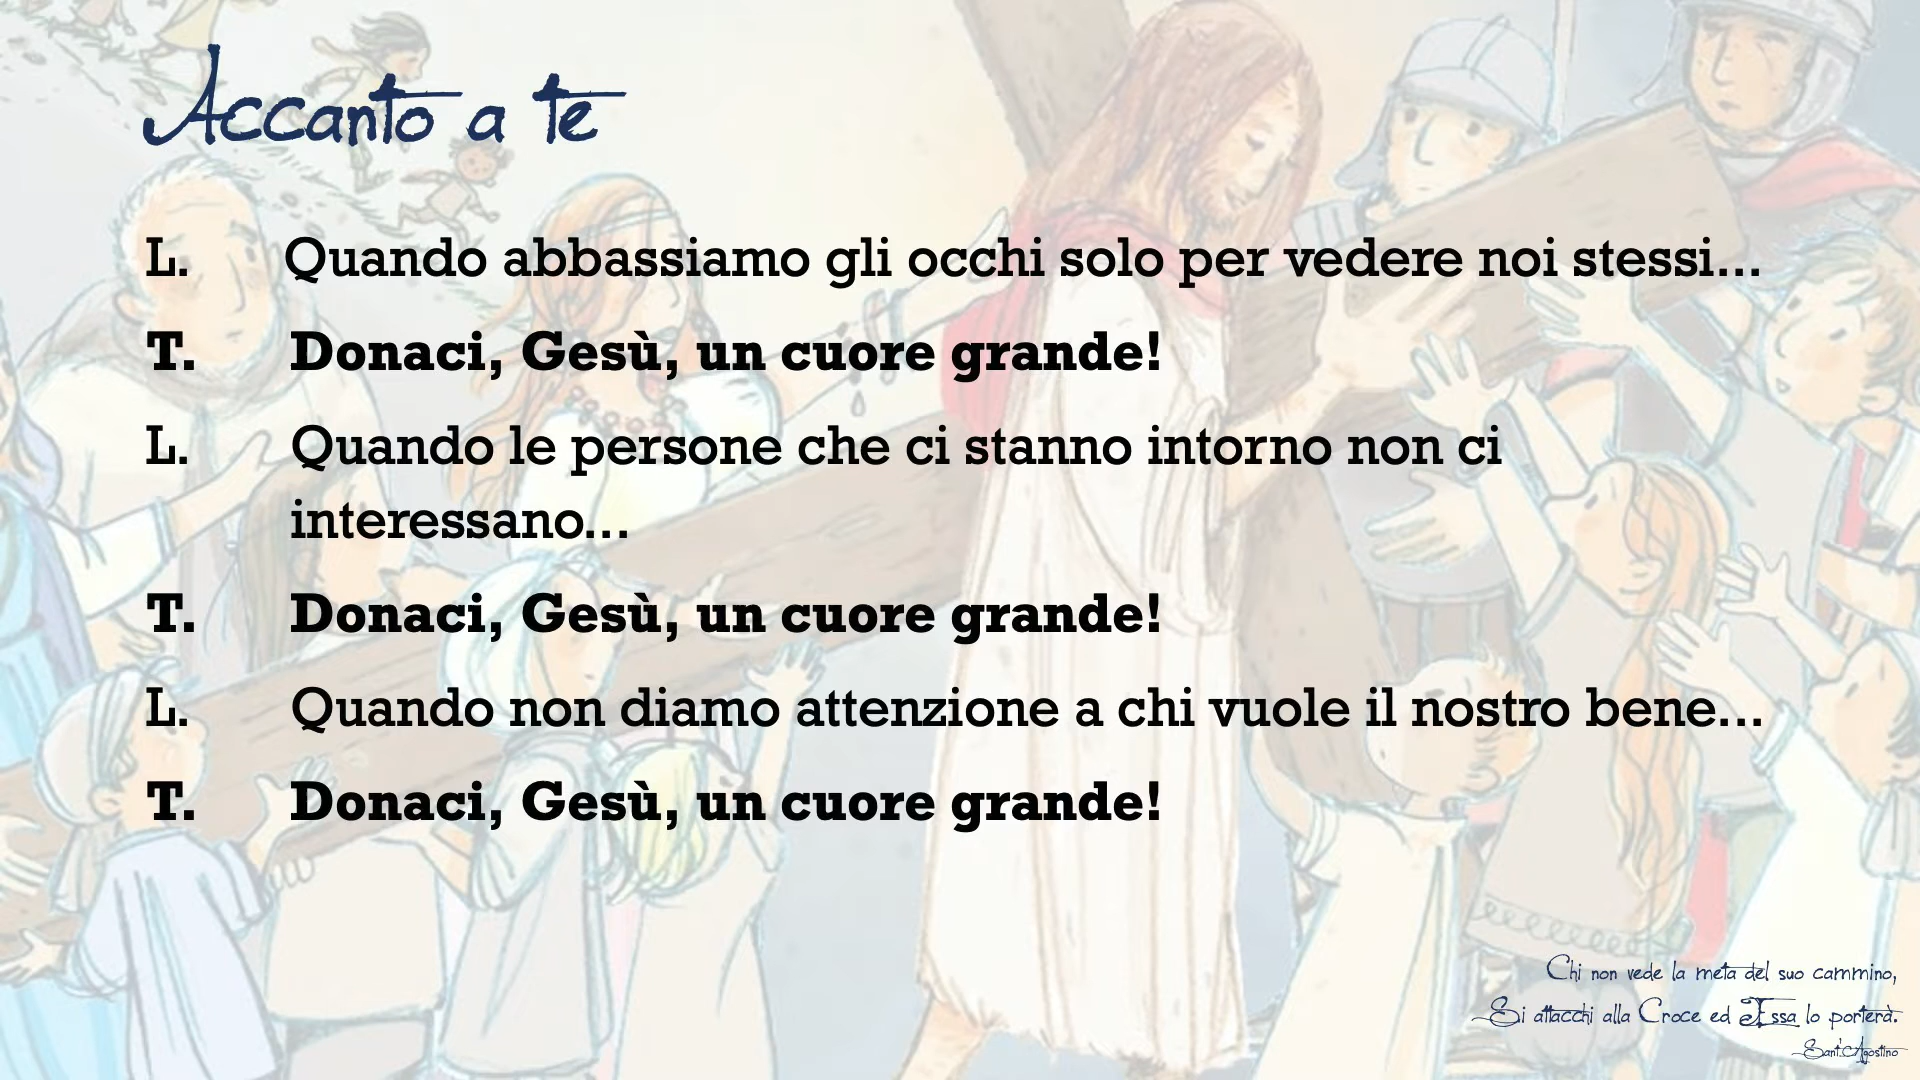 Accanto a te
L. Quando abbassiamo gli occhi solo per vedere noi stessi…
T. Donaci, Gesù, un cuore grande!
L. Quando le persone che ci stanno intorno non ci
interessano…
T. Donaci, Gesù, un cuore grande!
L. Quando non diamo attenzione a chi vuole il nostro bene…
T. Donaci, Gesù, un cuore grande!
Chi non vede la meta del suo cammino,
Si attacchi alla Croce ed Essa lo porterà.
Sant'Agostino